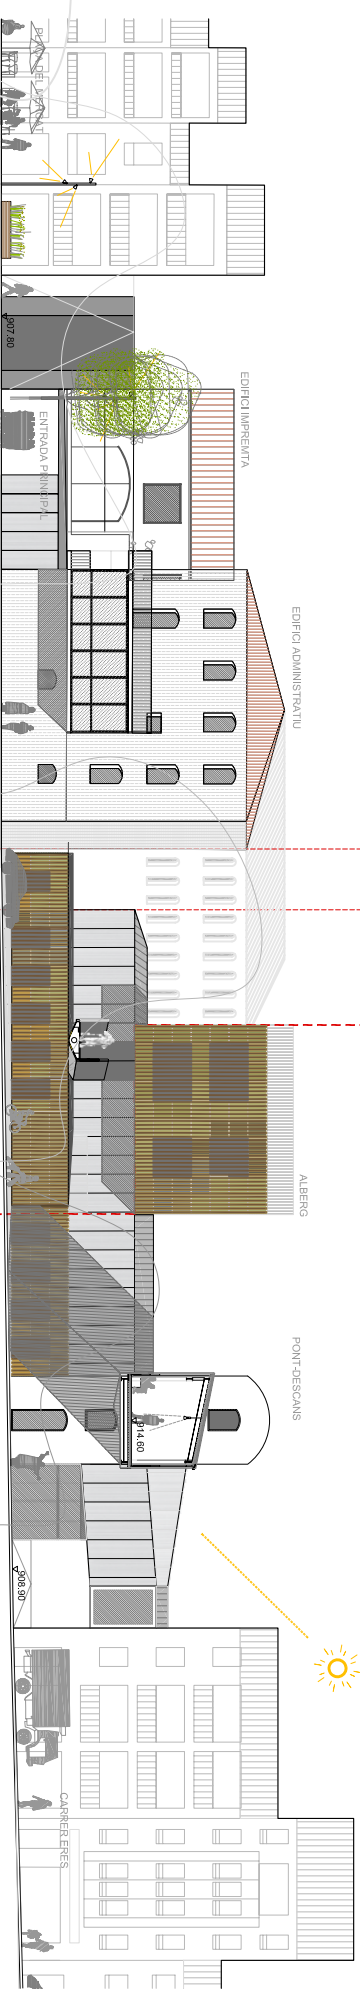 PLAÇA DEL MERCAT
907.80
ENTRADA PRINCIPAL
EDIFICI IMPREMTA
EDIFICI ADMINISTRATIU
ALBERG
PONT-DESCANS
914.60
908.90
CARRER ERES